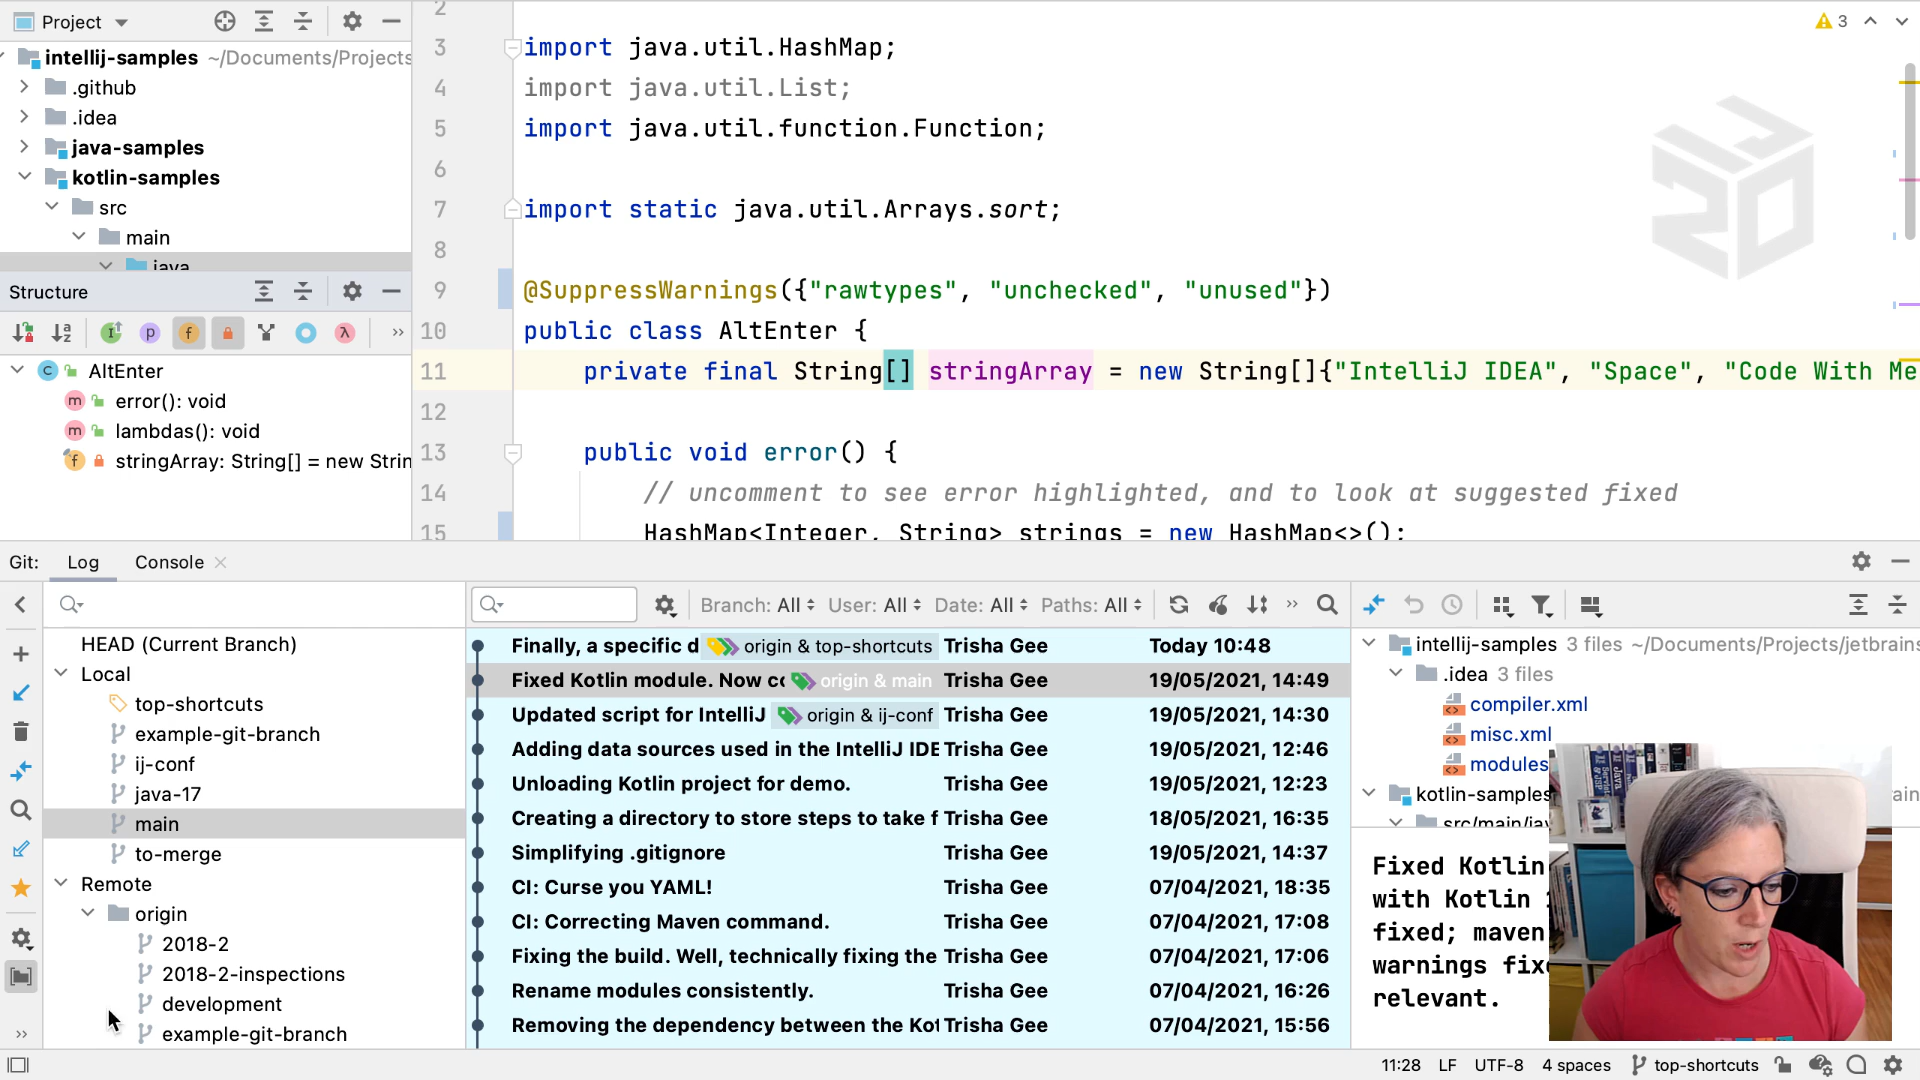 Project
intellij-samples ~/Documents/Projects
.github
.idea
java-samples
kotlin-samples
src
main
java
Structure
AltEnter
error(): void
lambdas(): void
stringArray: String[] = new Strin
2
3 import java.util.HashMap;
4 import java.util.List;
5 import java.util.function.Function;
6
7 import static java.util.Arrays.sort;
8
9 @SuppressWarnings({"rawtypes", "unchecked", "unused"})
10 public class AltEnter {
11 private final String[] stringArray = new String[]{"IntelliJ IDEA", "Space", "Code With Me
12
13 public void error() {
14 // uncomment to see error highlighted, and to look at suggested fixed
15 HashMap<Integer, String> strings = new HashMap<>();
3
IJ
20
Git: Log Console
Branch: All User: All Date: All Paths: All
HEAD (Current Branch)
Local
top-shortcuts
example-git-branch
ij-conf
java-17
main
to-merge
Remote
origin
2018-2
2018-2-inspections
development
example-git-branch
Finally, a specific d origin & top-shortcuts Trisha Gee Today 10:48
Fixed Kotlin module. Now co origin & main Trisha Gee 19/05/2021, 14:49
Updated script for IntelliJ origin & ij-conf Trisha Gee 19/05/2021, 14:30
Adding data sources used in the IntelliJ IDE Trisha Gee 19/05/2021, 12:46
Unloading Kotlin project for demo. Trisha Gee 19/05/2021, 12:23
Creating a directory to store steps to take f Trisha Gee 18/05/2021, 16:35
Simplifying .gitignore Trisha Gee 19/05/2021, 14:37
CI: Curse you YAML! Trisha Gee 07/04/2021, 18:35
CI: Correcting Maven command. Trisha Gee 07/04/2021, 17:08
Fixing the build. Well, technically fixing the Trisha Gee 07/04/2021, 17:06
Rename modules consistently. Trisha Gee 07/04/2021, 16:26
Removing the dependency between the Kot Trisha Gee 07/04/2021, 15:56
intellij-samples 3 files ~/Documents/Projects/jetbrains
.idea 3 files
compiler.xml
misc.xml
modules
kotlin-samples ain
src/main/jav
Fixed Kotlin
with Kotlin
fixed; maven
warnings fix
relevant.
11:28 LF UTF-8 4 spaces top-shortcuts